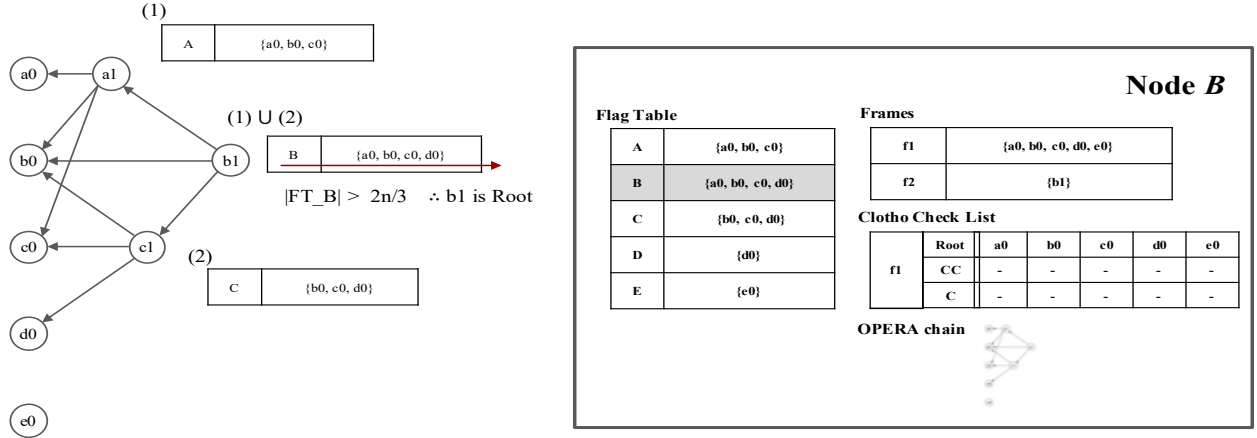 (1)
A {a0, b0, c0}
a0 a1
(1) ∪ (2)
b0 b1
B {a0, b0, c0, d0}
|FT_B| > 2n/3 ∴ b1 is Root
c0 c1
(2)
C {b0, c0, d0}
d0
e0
Node B
Flag Table
A {a0, b0, c0}
B {a0, b0, c0, d0}
C {b0, c0, d0}
D {d0}
E {e0}
Frames
f1 {a0, b0, c0, d0, e0}
f2 {b1}
Clotho Check List
f1 Root a0 b0 c0 d0 e0
CC - - - - -
C - - - - -
OPERA chain